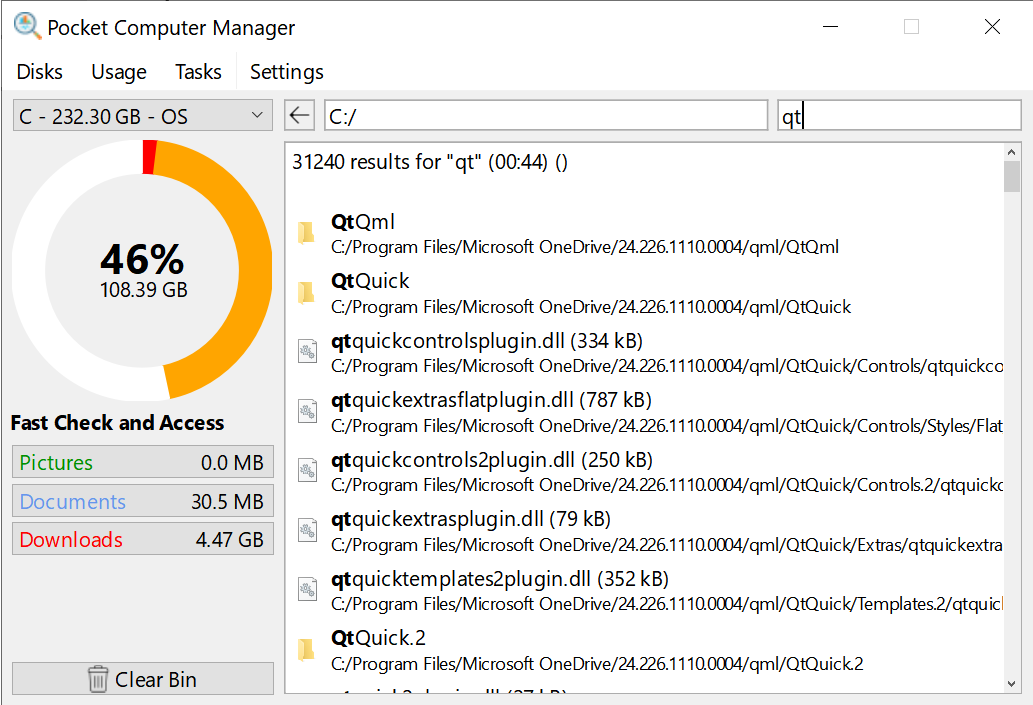 Pocket Computer Manager
Disks Usage Tasks Settings
C - 232.30 GB - OS
C:/
qt
46%
108.39 GB
Fast Check and Access
Pictures 0.0 MB
Documents 30.5 MB
Downloads 4.47 GB
Clear Bin
31240 results for "qt" (00:44) ()
QtQml
C:/Program Files/Microsoft OneDrive/24.226.1110.0004/qml/QtQml
QtQuick
C:/Program Files/Microsoft OneDrive/24.226.1110.0004/qml/QtQuick
qtquickcontrolsplugin.dll (334 kB)
C:/Program Files/Microsoft OneDrive/24.226.1110.0004/qml/QtQuick/Controls/qtquickco
qtquickextrasflatplugin.dll (787 kB)
C:/Program Files/Microsoft OneDrive/24.226.1110.0004/qml/QtQuick/Controls/Styles/Flat
qtquickcontrols2plugin.dll (250 kB)
C:/Program Files/Microsoft OneDrive/24.226.1110.0004/qml/QtQuick/Controls.2/qtquickc
qtquickextrasplugin.dll (79 kB)
C:/Program Files/Microsoft OneDrive/24.226.1110.0004/qml/QtQuick/Extras/qtquickextra
qtquicktemplates2plugin.dll (352 kB)
C:/Program Files/Microsoft OneDrive/24.226.1110.0004/qml/QtQuick/Templates.2/qtquicl
QtQuick.2
C:/Program Files/Microsoft OneDrive/24.226.1110.0004/qml/QtQuick.2